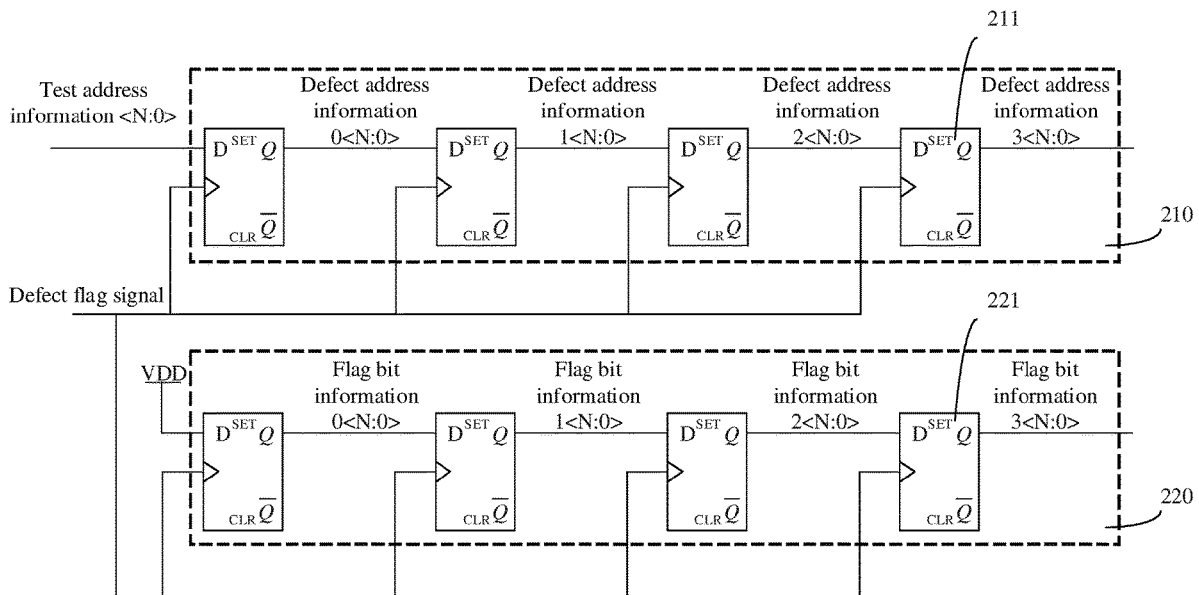 211
Test address
information <N:0>
Defect address
information
0<N:0>
Defect address
information
1<N:0>
Defect address
information
2<N:0>
Defect address
information
3<N:0>
D SET Q
CLR Q̅
D SET Q
CLR Q̅
D SET Q
CLR Q̅
D SET Q
CLR Q̅
210
Defect flag signal
221
VDD
Flag bit
information
0<N:0>
Flag bit
information
1<N:0>
Flag bit
information
2<N:0>
Flag bit
information
3<N:0>
D SET Q
CLR Q̅
D SET Q
CLR Q̅
D SET Q
CLR Q̅
D SET Q
CLR Q̅
220